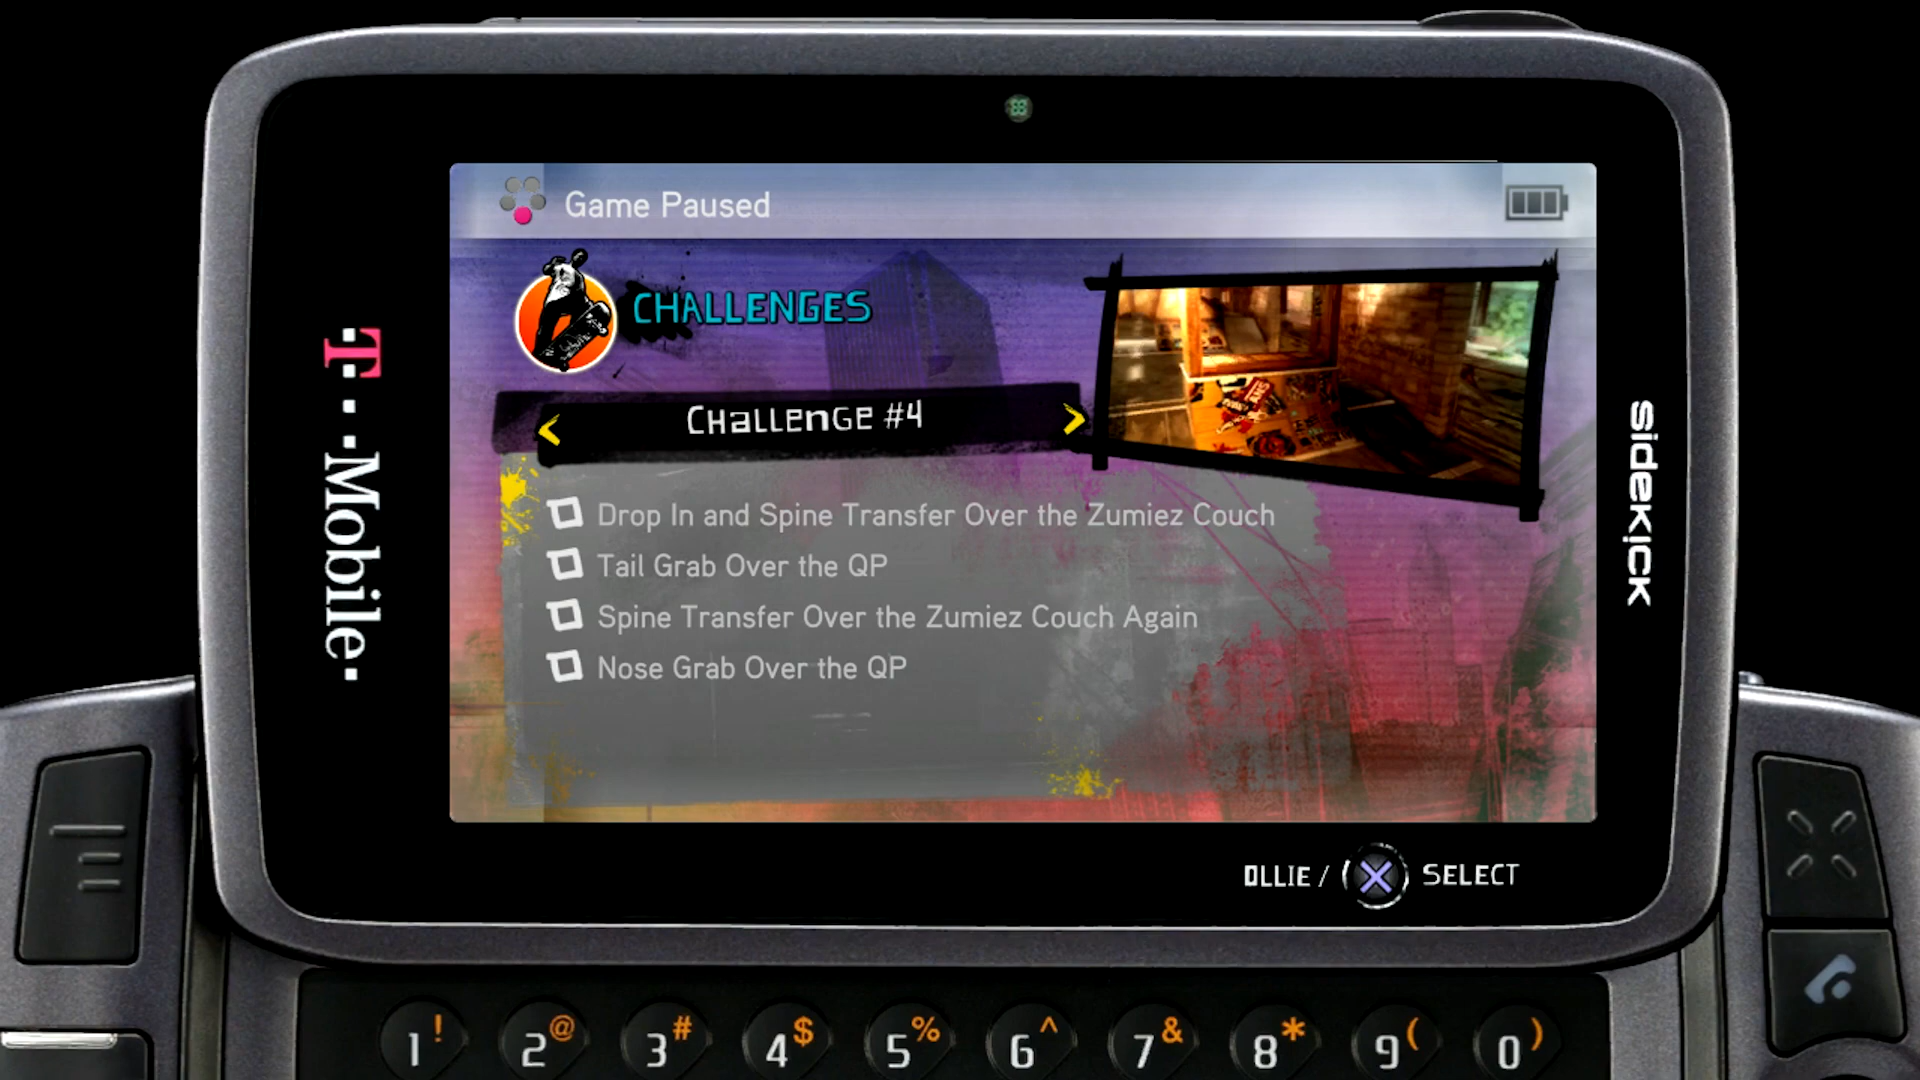 Game Paused
CHALLENGES
Challenge #4
Drop In and Spine Transfer Over the Zumiez Couch
Tail Grab Over the QP
Spine Transfer Over the Zumiez Couch Again
Nose Grab Over the QP
T··Mobile·
sidekick
OLLIE / SELECT
1! 2@ 3# 4$ 5% 6^ 7& 8* 9( 0)